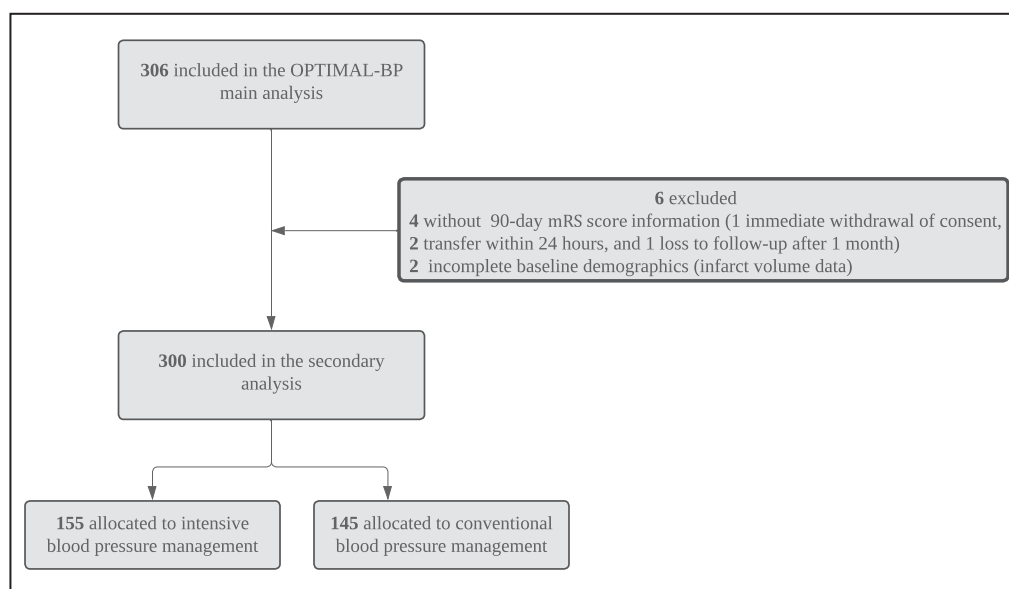 306 included in the OPTIMAL-BP
main analysis
6 excluded
4 without 90-day mRS score information (1 immediate withdrawal of consent,
2 transfer within 24 hours, and 1 loss to follow-up after 1 month)
2 incomplete baseline demographics (infarct volume data)
300 included in the secondary
analysis
155 allocated to intensive
blood pressure management
145 allocated to conventional
blood pressure management